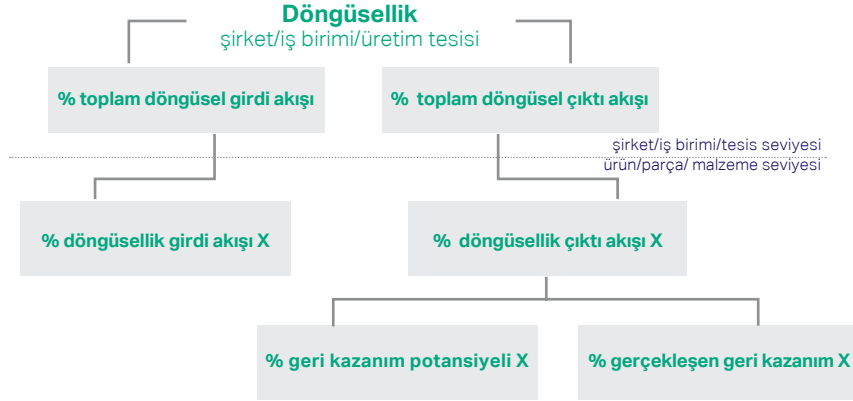 Döngüsellik
şirket/iş birimi/üretim tesisi
% toplam döngüsel girdi akışı
% toplam döngüsel çıktı akışı
şirket/iş birimi/tesis seviyesi
ürün/parça/ malzeme seviyesi
% döngüsellik girdi akışı X
% döngüsellik çıktı akışı X
% geri kazanım potansiyeli X
% gerçekleşen geri kazanım X